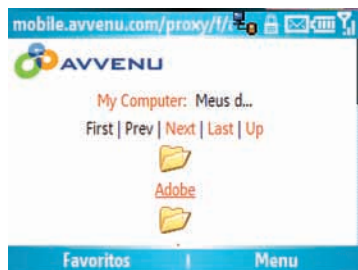 mobile.avvenu.com/proxy/f/
AVVENU
My Computer: Meus d...
First | Prev | Next | Last | Up
Adobe
Favoritos | Menu